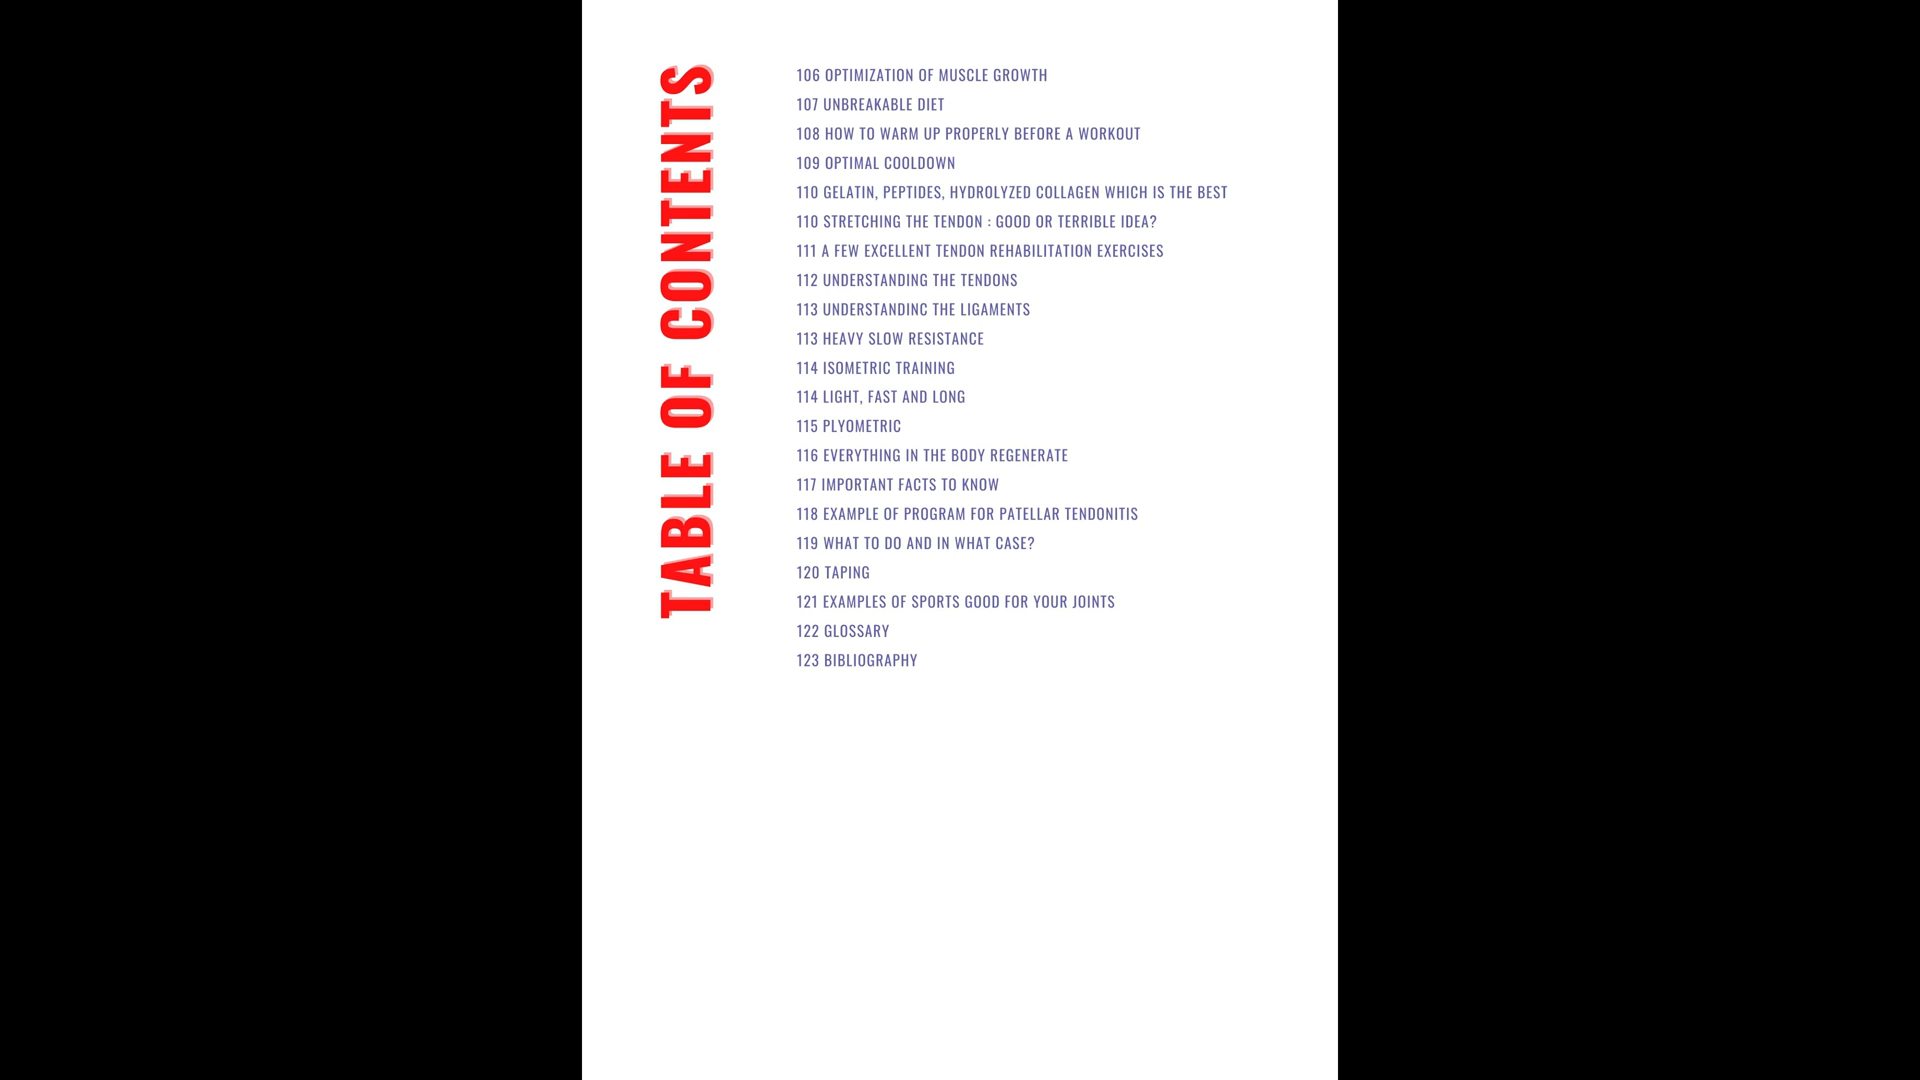 TABLE OF CONTENTS
106 OPTIMIZATION OF MUSCLE GROWTH
107 UNBREAKABLE DIET
108 HOW TO WARM UP PROPERLY BEFORE A WORKOUT
109 OPTIMAL COOLDOWN
110 GELATIN, PEPTIDES, HYDROLYZED COLLAGEN WHICH IS THE BEST
110 STRETCHING THE TENDON : GOOD OR TERRIBLE IDEA?
111 A FEW EXCELLENT TENDON REHABILITATION EXERCISES
112 UNDERSTANDING THE TENDONS
113 UNDERSTANDINC THE LIGAMENTS
113 HEAVY SLOW RESISTANCE
114 ISOMETRIC TRAINING
114 LIGHT, FAST AND LONG
115 PLYOMETRIC
116 EVERYTHING IN THE BODY REGENERATE
117 IMPORTANT FACTS TO KNOW
118 EXAMPLE OF PROGRAM FOR PATELLAR TENDONITIS
119 WHAT TO DO AND IN WHAT CASE?
120 TAPING
121 EXAMPLES OF SPORTS GOOD FOR YOUR JOINTS
122 GLOSSARY
123 BIBLIOGRAPHY